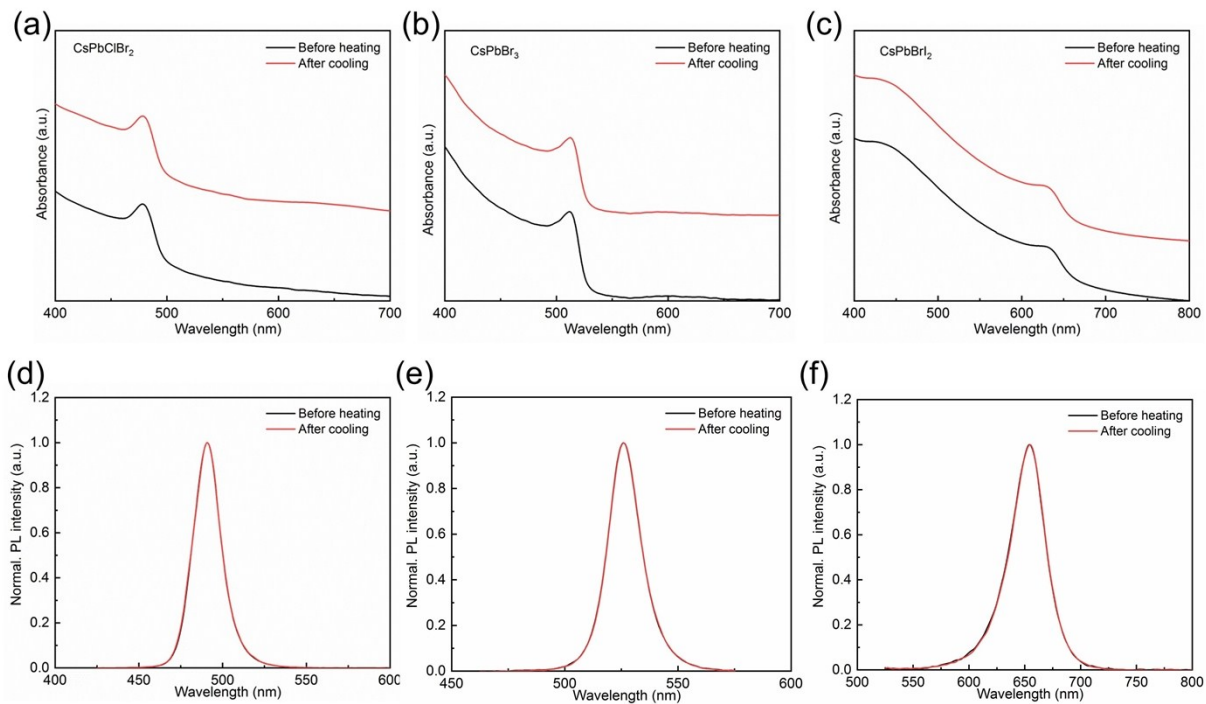 (a)
CsPbClBr₂
Before heating
After cooling
Absorbance (a.u.)
400 500 600 700
Wavelength (nm)
(b)
CsPbBr₃
Before heating
After cooling
Absorbance (a.u.)
400 500 600 700
Wavelength (nm)
(c)
CsPbBrI₂
Before heating
After cooling
Absorbance (a.u.)
400 500 600 700 800
Wavelength (nm)
(d)
Before heating
After cooling
Normal. PL intensity (a.u.)
1.2
1.0
0.8
0.6
0.4
0.2
0.0
400 450 500 550 600
Wavelength (nm)
(e)
Before heating
After cooling
Normal. PL intensity (a.u.)
1.2
1.0
0.8
0.6
0.4
0.2
0.0
450 500 550 600
Wavelength (nm)
(f)
Before heating
After cooling
Normal. PL intensity (a.u.)
1.2
1.0
0.8
0.6
0.4
0.2
0.0
500 550 600 650 700 750 800
Wavelength (nm)